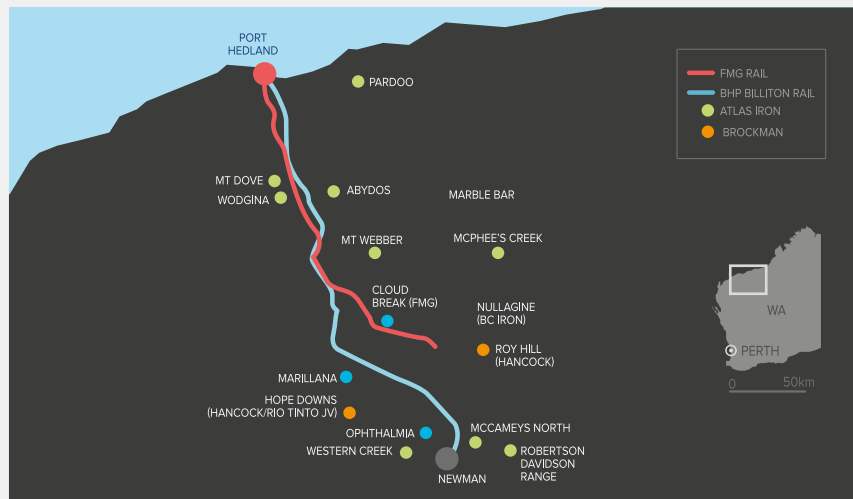 PORT
HEDLAND
PARDOO
FMG RAIL
BHP BILLITON RAIL
ATLAS IRON
BROCKMAN
MT DOVE
WODGINA
ABYDOS
MARBLE BAR
MT WEBBER
MCPHEE'S CREEK
CLOUD
BREAK (FMG)
NULLAGINE
(BC IRON)
ROY HILL
(HANCOCK)
WA
PERTH
0 50km
MARILLANA
HOPE DOWNS
(HANCOCK/RIO TINTO JV)
OPHTHALMIA
WESTERN CREEK
MCCAMEYS NORTH
ROBERTSON
DAVIDSON
RANGE
NEWMAN